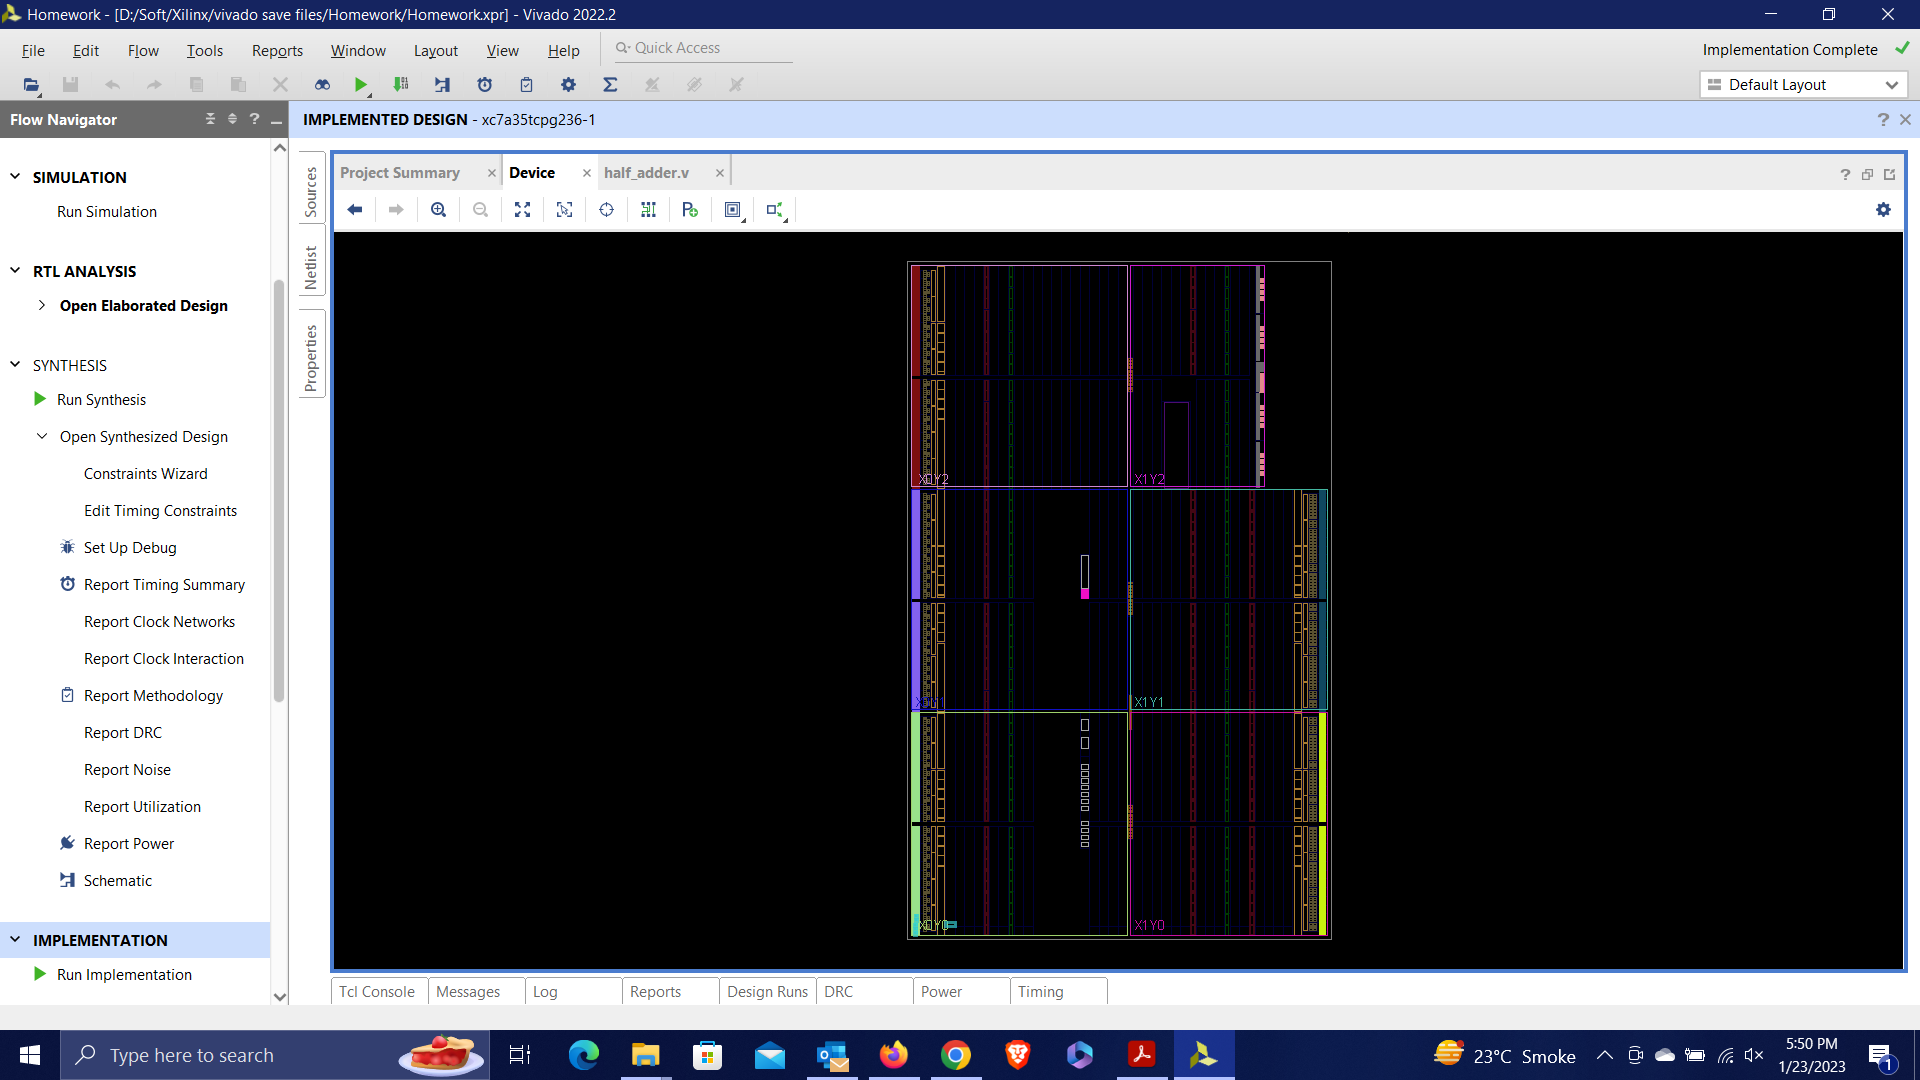 Homework - [D:/Soft/Xilinx/vivado save files/Homework/Homework.xpr] - Vivado 2022.2
File Edit Flow Tools Reports Window Layout View Help Quick Access
Implementation Complete
Default Layout
Flow Navigator
IMPLEMENTED DESIGN - xc7a35tcpg236-1
SIMULATION
Run Simulation
RTL ANALYSIS
Open Elaborated Design
SYNTHESIS
Run Synthesis
Open Synthesized Design
Constraints Wizard
Edit Timing Constraints
Set Up Debug
Report Timing Summary
Report Clock Networks
Report Clock Interaction
Report Methodology
Report DRC
Report Noise
Report Utilization
Report Power
Schematic
IMPLEMENTATION
Run Implementation
Sources
Netlist
Properties
Project Summary Device half_adder.v
X0Y2 X1Y2
X1Y1
X0Y0 X1Y0
Tcl Console Messages Log Reports Design Runs DRC Power Timing
Type here to search
23°C Smoke
5:50 PM
1/23/2023
1